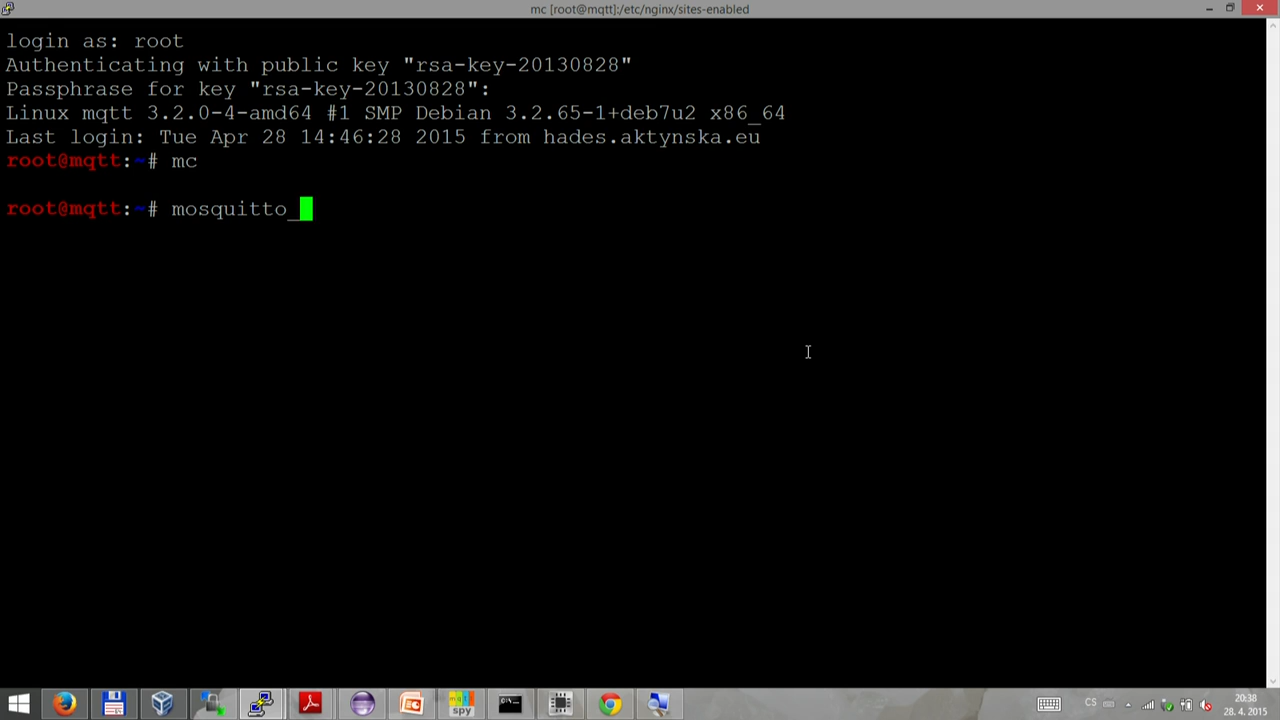 mc [root@mqtt]:/etc/nginx/sites-enabled
login as: root
Authenticating with public key "rsa-key-20130828"
Passphrase for key "rsa-key-20130828":
Linux mqtt 3.2.0-4-amd64 #1 SMP Debian 3.2.65-1+deb7u2 x86_64
Last login: Tue Apr 28 14:46:28 2015 from hades.aktynska.eu
root@mqtt:~# mc
root@mqtt:~# mosquitto_
mqtt
spy
C:\.
CS
20:38
28. 4. 2015